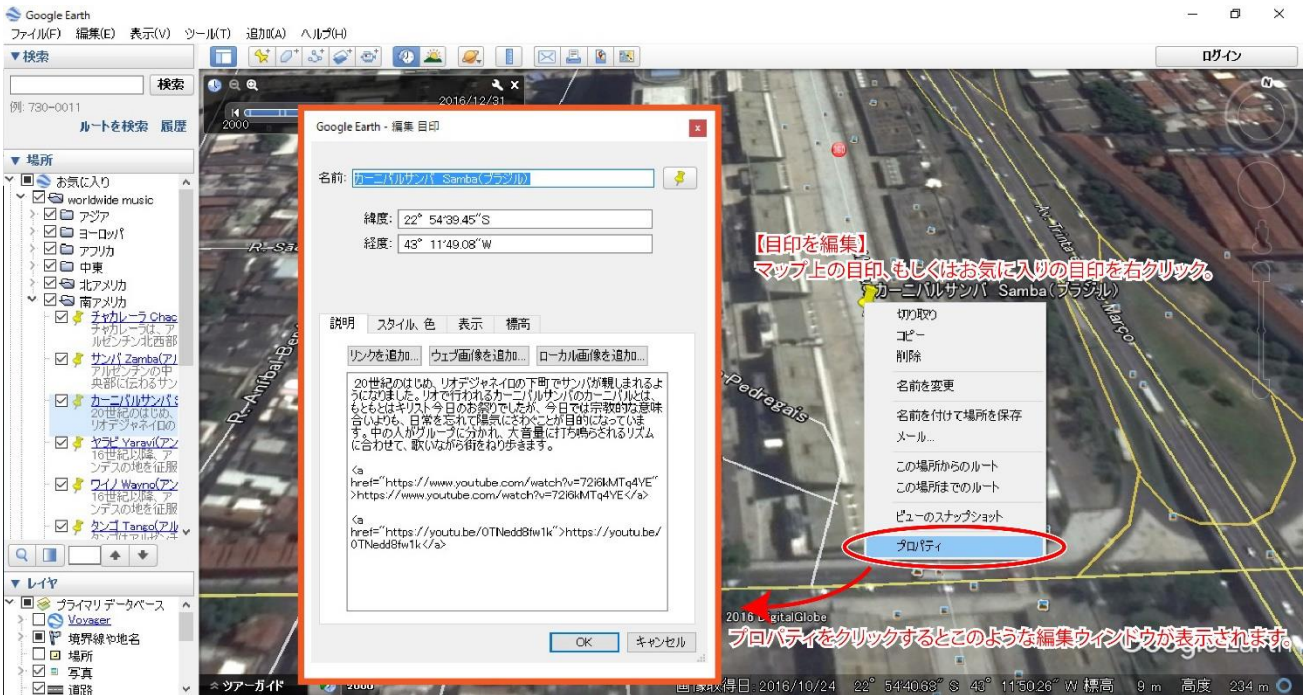 Google Earth
ファイル(F) 編集(E) 表示(V) ツール(T) 追加(A) ヘルプ(H)
▼検索
検索
例: 730-0011
ルートを検索 履歴
▼ 場所
お気に入り
worldwide music
アジア
ヨーロッパ
アフリカ
中東
北アメリカ
南アメリカ
チャカレーラ Chac
チャカレーラは、ア
ルゼンチン北西部
サンバ Zamba(アル
アルゼンチンの中
央部に伝わるサン
カーニバルサンバ S
20世紀のはじめ、
リオデジャネイロの
ヤラビ Yaravi(アン
16世紀以降、ア
ンデスの地を征服
ワイノ Wayno(アン
16世紀以降、ア
ンデスの地を征服
タンゴ Tango(アル
▼ レイヤ
プライマリ データベース
Voyager
境界線や地名
場所
写真
道路
ログイン
2016/12/31
2000
Google Earth - 編集 目印
名前: カーニバルサンバ Samba(ブラジル)
緯度: 22° 54'39.45"S
経度: 43° 11'49.08"W
説明 スタイル、色 表示 標高
リンクを追加... ウェブ画像を追加... ローカル画像を追加...
20世紀のはじめ、リオデジャネイロの下町でサンバが親しまれるよ
うになりました。リオで行われるカーニバルサンバのカーニバルとは、
もともとはキリスト今日のお祭りでしたが、今日では宗教的な意味
合いよりも、日常を忘れて陽気にさわぐことが目的になっていま
す。中の人がグループに分かれ、大音量に打ち鳴らされるリズム
に合わせて、歌いながら街をねり歩きます。
<a
href="https://www.youtube.com/watch?v=72i6kMTq4YE"
>https://www.youtube.com/watch?v=72i6kMTq4YE</a>
<a
href="https://youtu.be/0TNedd8fw1k">https://youtu.be/
0TNedd8fw1k</a>
OK キャンセル
【目印を編集】
マップ上の目印、もしくはお気に入りの目印を右クリック。
カーニバルサンバ Samba(ブラジル)
切り取り
コピー
削除
名前を変更
名前を付けて場所を保存
メール...
この場所からのルート
この場所までのルート
ビューのスナップショット
プロパティ
プロパティをクリックするとこのような編集ウィンドウが表示されます。
Av. Trinta
Março
Pedregais
R. Aníbal Ben
2016 DigitalGlobe
ツアーガイド
2000
画像取得日: 2016/10/24 22° 54'40.68" S 43° 11'50.26" W 標高 9 m 高度 234 m